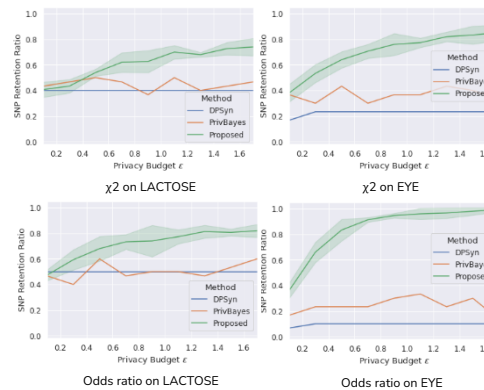 SNP Retention Ratio
1.0
0.8
0.6
0.4
0.2
0.0
Method
DPSyn
PrivBayes
Proposed
0.2 0.4 0.6 0.8 1.0 1.2 1.4 1.6
Privacy Budget ε
χ2 on LACTOSE
SNP Retention Ratio
1.0
0.8
0.6
0.4
0.2
0.0
Method
DPSyn
PrivBayes
Proposed
0.2 0.4 0.6 0.8 1.0 1.2 1.4 1.6
Privacy Budget ε
χ2 on EYE
SNP Retention Ratio
1.0
0.8
0.6
0.4
0.2
0.0
Method
DPSyn
PrivBayes
Proposed
0.2 0.4 0.6 0.8 1.0 1.2 1.4 1.6
Privacy Budget ε
Odds ratio on LACTOSE
SNP Retention Ratio
1.0
0.8
0.6
0.4
0.2
0.0
Method
DPSyn
PrivBaye
Proposed
0.2 0.4 0.6 0.8 1.0 1.2 1.4 1.6
Privacy Budget ε
Odds ratio on EYE